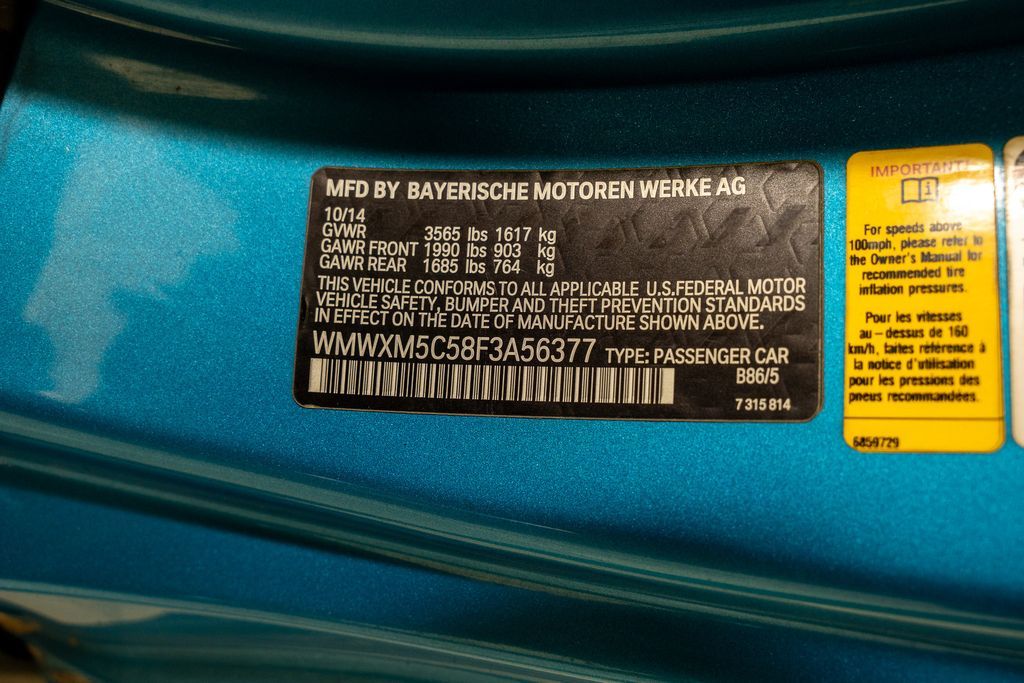 MFD BY BAYERISCHE MOTOREN WERKE AG
10/14
GVWR 3565 lbs 1617 kg
GAWR FRONT 1990 lbs 903 kg
GAWR REAR 1685 lbs 764 kg
THIS VEHICLE CONFORMS TO ALL APPLICABLE U.S.FEDERAL MOTOR
VEHICLE SAFETY, BUMPER AND THEFT PREVENTION STANDARDS
IN EFFECT ON THE DATE OF MANUFACTURE SHOWN ABOVE.
WMWXM5C58F3A56377 TYPE: PASSENGER CAR
B86/5
7 315 814
IMPORTANT!
i
For speeds above
100mph, please refer to
the Owner's Manual for
recommended tire
inflation pressures.
Pour les vitesses
au-dessus de 160
km/h, faites référence à
la notice d'utilisation
pour les pressions des
pneus recommandées.
6859729